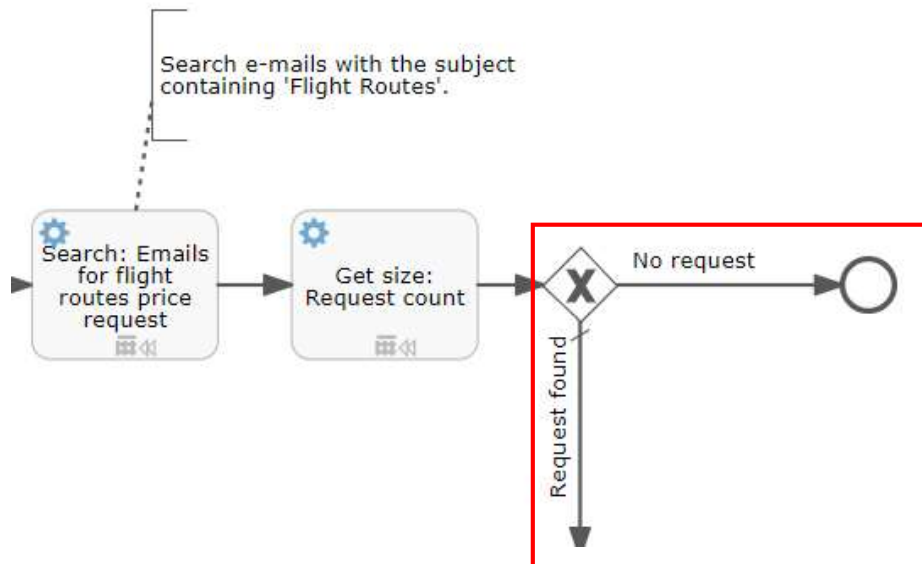 Search e-mails with the subject
containing 'Flight Routes'.
Search: Emails
for flight
routes price
request
Get size:
Request count
No request
Request found